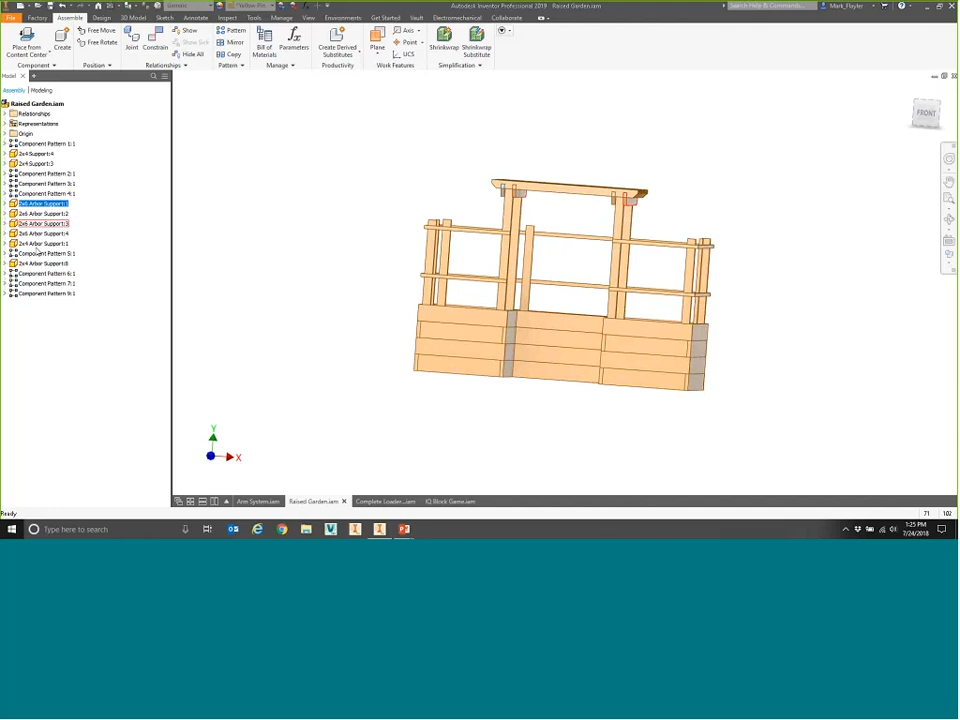 Autodesk Inventor Professional 2019 Raised Garden.iam
Search Help & Commands...
Mark_Flayler
File Factory Assemble Design 3D Model Sketch Annotate Inspect Tools Manage View Environments Get Started Vault Electromechanical Collaborate
Place from
Content Center
Create
Free Move
Free Rotate
Joint Constrain
Show
Show Sick
Hide All
Pattern
Mirror
Copy
Bill of
Materials
Parameters
Create Derived
Substitutes
Plane
Axis
Point
UCS
Shrinkwrap
Shrinkwrap
Substitute
Component Position Relationships Pattern Manage Productivity Work Features Simplification
Model
Assembly Modeling
Raised Garden.iam
Relationships
Representations
Origin
Component Pattern 1:1
2x4 Support:4
2x4 Support:3
Component Pattern 2:1
Component Pattern 3:1
Component Pattern 4:1
2x6 Arbor Support:1
2x6 Arbor Support:2
2x6 Arbor Support:3
2x6 Arbor Support:4
2x4 Arbor Support:1
Component Pattern 5:1
2x4 Arbor Support:8
Component Pattern 6:1
Component Pattern 7:1
Component Pattern 9:1
FRONT
Y
X
Arm System.iam Raised Garden.iam Complete Loader...iam IQ Block Game.iam
Ready
71 102
Type here to search
1:25 PM
7/24/2018